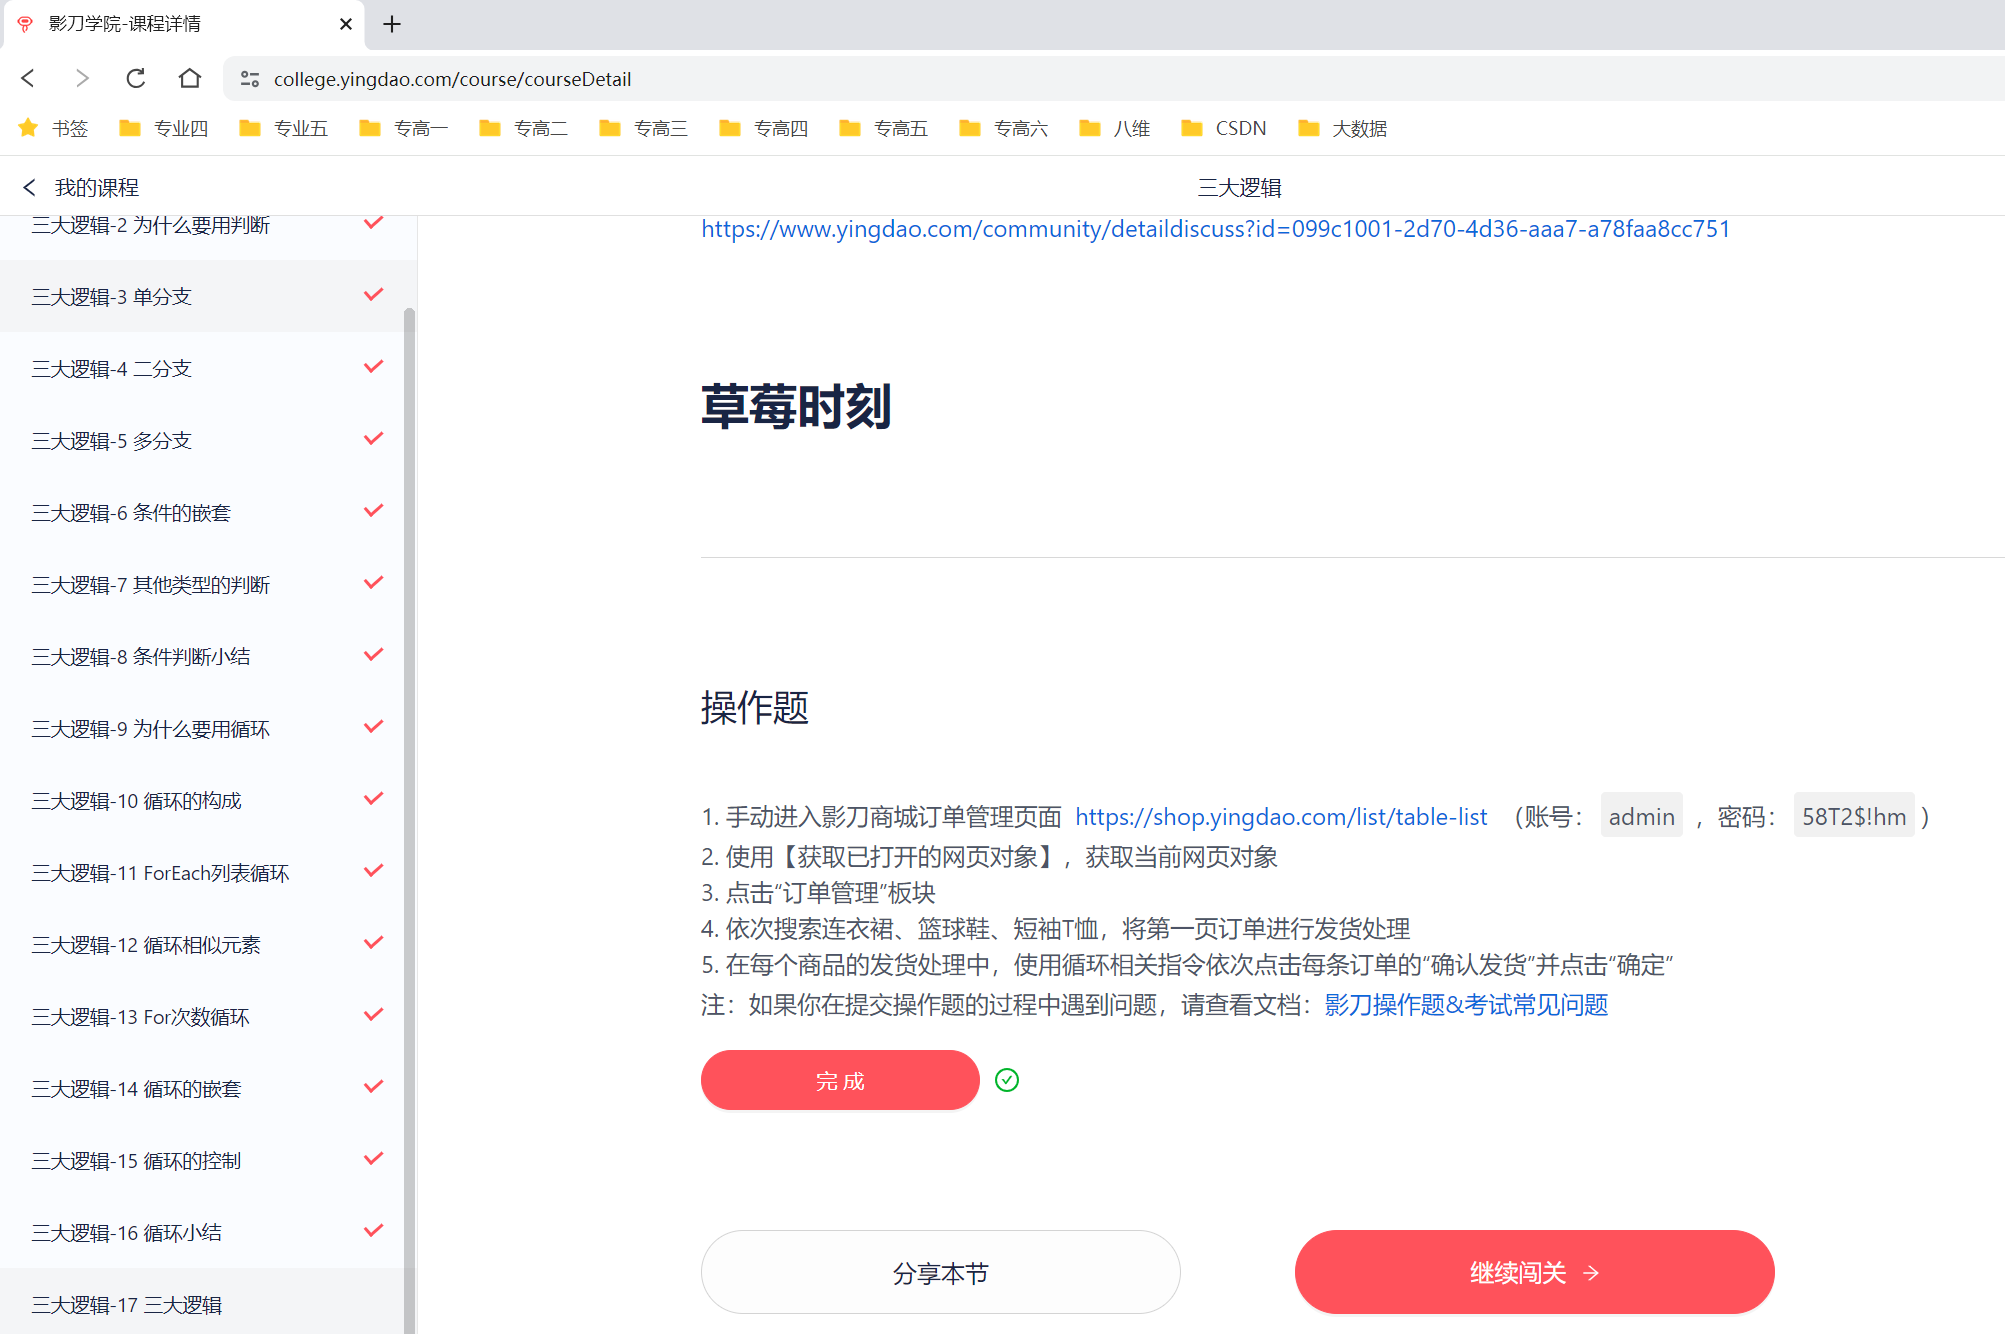 影刀学院-课程详情
college.yingdao.com/course/courseDetail
书签 专业四 专业五 专高一 专高二 专高三 专高四 专高五 专高六 八维 CSDN 大数据
我的课程
三大逻辑
三大逻辑-2 为什么要用判断
三大逻辑-3 单分支
三大逻辑-4 二分支
三大逻辑-5 多分支
三大逻辑-6 条件的嵌套
三大逻辑-7 其他类型的判断
三大逻辑-8 条件判断小结
三大逻辑-9 为什么要用循环
三大逻辑-10 循环的构成
三大逻辑-11 ForEach列表循环
三大逻辑-12 循环相似元素
三大逻辑-13 For次数循环
三大逻辑-14 循环的嵌套
三大逻辑-15 循环的控制
三大逻辑-16 循环小结
三大逻辑-17 三大逻辑
https://www.yingdao.com/community/detaildiscuss?id=099c1001-2d70-4d36-aaa7-a78faa8cc751
草莓时刻
操作题
1. 手动进入影刀商城订单管理页面 https://shop.yingdao.com/list/table-list （账号： admin ，密码： 58T2$!hm ）
2. 使用【获取已打开的网页对象】，获取当前网页对象
3. 点击“订单管理”板块
4. 依次搜索连衣裙、篮球鞋、短袖T恤，将第一页订单进行发货处理
5. 在每个商品的发货处理中，使用循环相关指令依次点击每条订单的“确认发货”并点击“确定”
注：如果你在提交操作题的过程中遇到问题，请查看文档：影刀操作题&考试常见问题
完成
分享本节
继续闯关 →